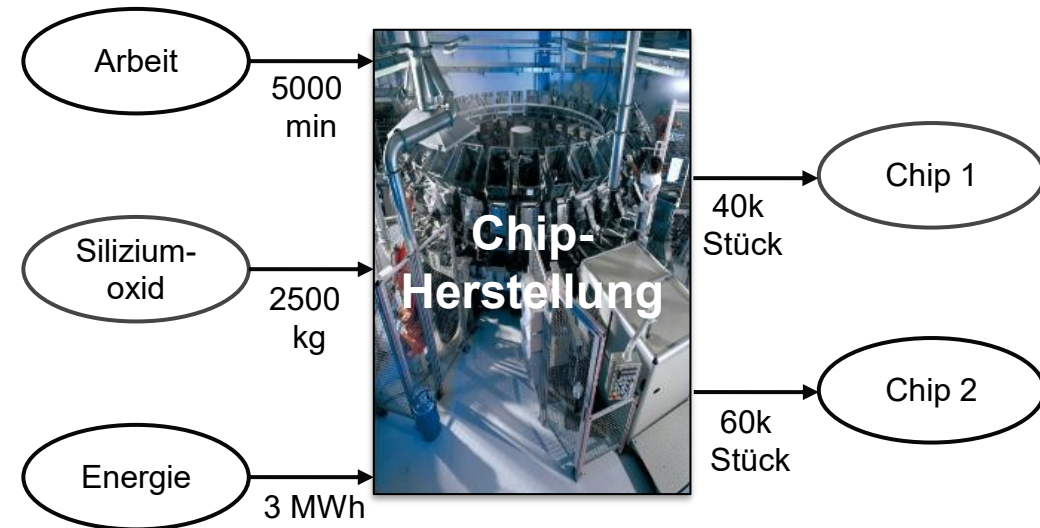 Arbeit
5000
min
Silizium-
oxid
2500
kg
Energie
3 MWh
Chip-
Herstellung
40k
Stück
Chip 1
60k
Stück
Chip 2